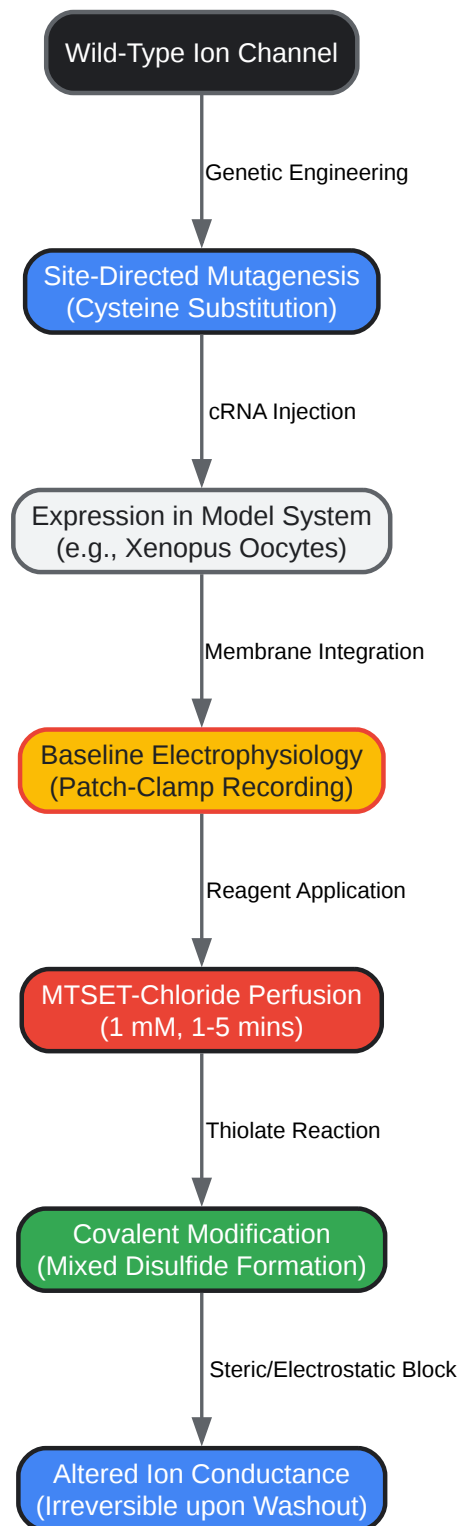 Wild-Type Ion Channel
Genetic Engineering
Site-Directed Mutagenesis
(Cysteine Substitution)
cRNA Injection
Expression in Model System
(e.g., Xenopus Oocytes)
Membrane Integration
Baseline Electrophysiology
(Patch-Clamp Recording)
Reagent Application
MTSET-Chloride Perfusion
(1 mM, 1-5 mins)
Thiolate Reaction
Covalent Modification
(Mixed Disulfide Formation)
Steric/Electrostatic Block
Altered Ion Conductance
(Irreversible upon Washout)